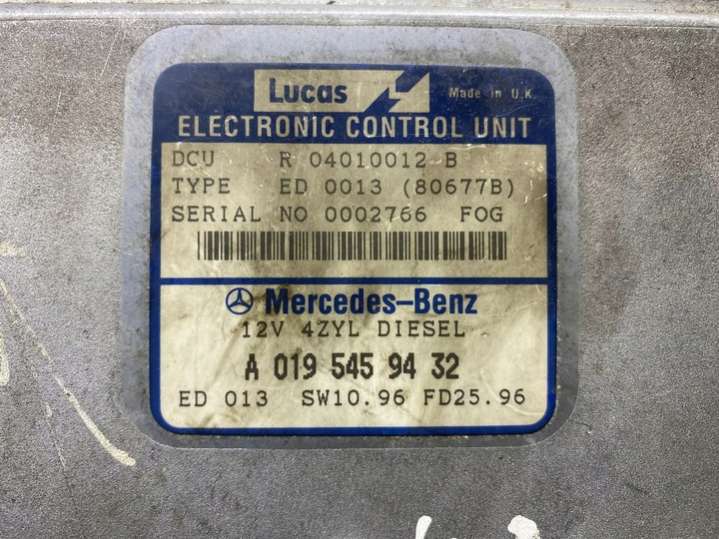 Lucas Made in U.K.
ELECTRONIC CONTROL UNIT
DCU R 04010012 B
TYPE ED 0013 (80677B)
SERIAL NO 0002766 FOG
Mercedes-Benz
12V 4ZYL DIESEL
A 019 545 94 32
ED 013 SW10.96 FD25.96